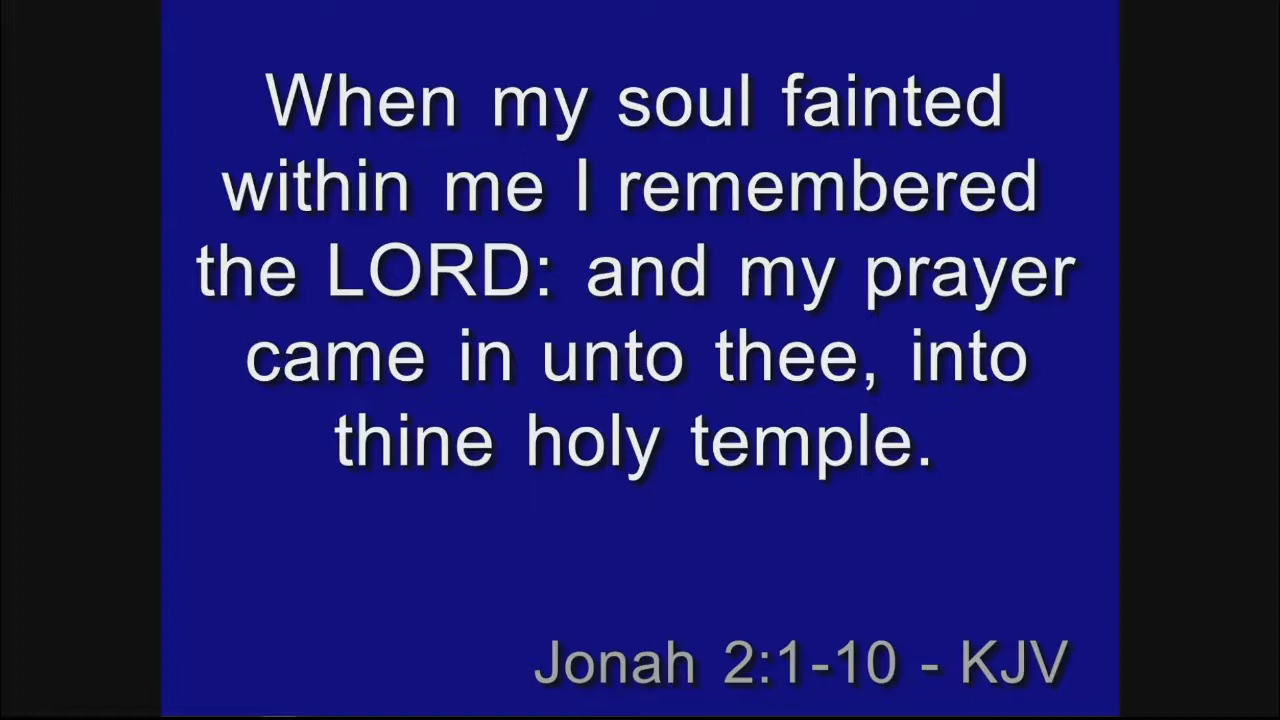 When my soul fainted
within me I remembered
the LORD: and my prayer
came in unto thee, into
thine holy temple.
Jonah 2:1-10 - KJV